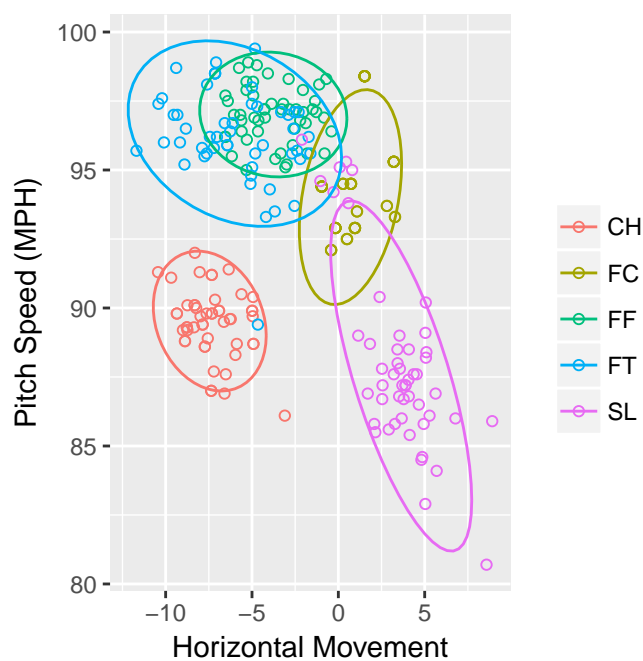 100
95
90
85
80
Pitch Speed (MPH)
−10
−5
0
5
Horizontal Movement
CH
FC
FF
FT
SL